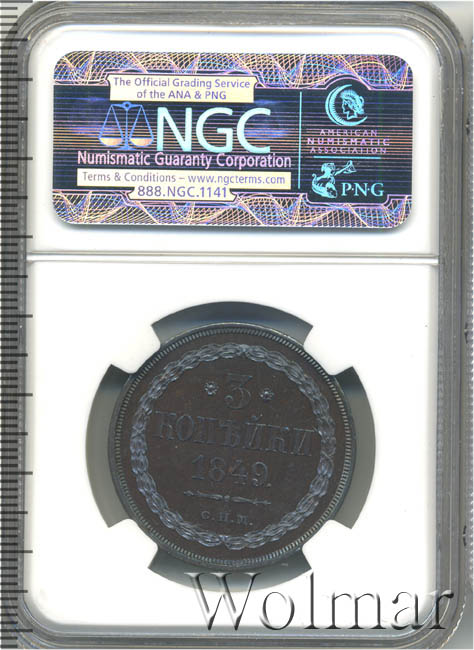 The Official Grading Service
of the ANA & PNG
NGC
Numismatic Guaranty Corporation
Terms & Conditions – www.ngcterms.com
888.NGC.1141
AMERICAN
NUMISMATIC
ASSOCIATION
P·N·G
* 3 *
КОПѢЙКИ
1849.
С.П.М.
Wolmar